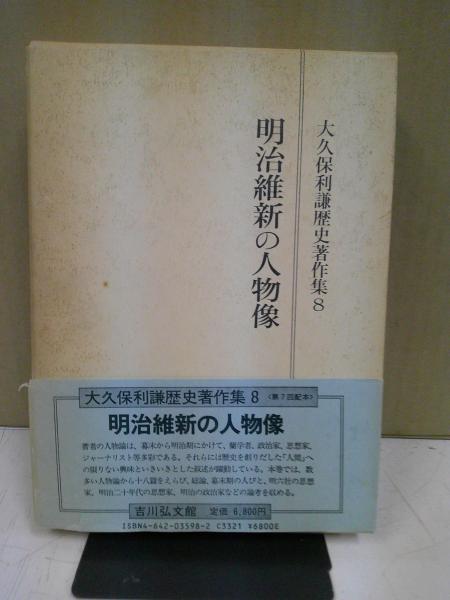 大久保利謙歴史著作集8
明治維新の人物像
大久保利謙歴史著作集 8 〈第7回配本〉
明治維新の人物像
著者の人物論は、幕末から明治期にかけて、蘭学者、政治家、思想家、
ジャーナリスト等多彩である。それらには歴史を創りだした「人間」へ
の限りない興味といきいきとした叙述が躍動している。本巻では、数
多い人物論から十八篇をえらび、総論、幕末期の人びと、明六社の思想
家、明治二十年代の思想家、明治の政治家などの論考を収める。
吉川弘文館 定価 6,800円
ISBN4-642-03598-2 C3321 ¥6800E